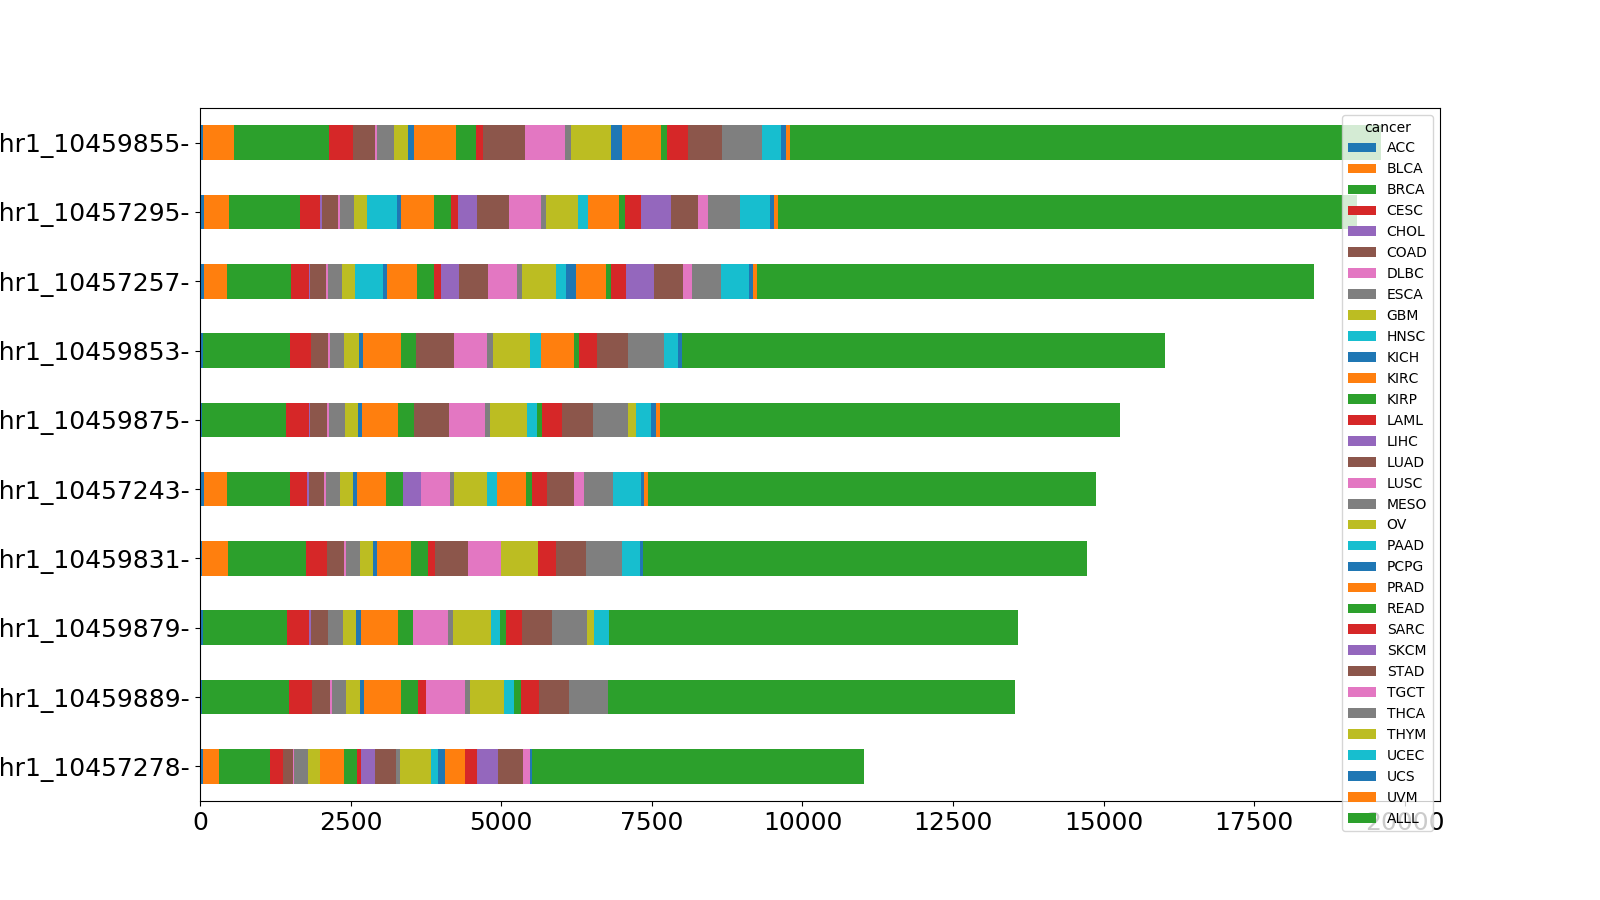 hr1_10459855-
hr1_10457295-
hr1_10457257-
hr1_10459853-
hr1_10459875-
hr1_10457243-
hr1_10459831-
hr1_10459879-
hr1_10459889-
hr1_10457278-
0 2500 5000 7500 10000 12500 15000 17500 20000
cancer
ACC
BLCA
BRCA
CESC
CHOL
COAD
DLBC
ESCA
GBM
HNSC
KICH
KIRC
KIRP
LAML
LIHC
LUAD
LUSC
MESO
OV
PAAD
PCPG
PRAD
READ
SARC
SKCM
STAD
TGCT
THCA
THYM
UCEC
UCS
UVM
ALLL